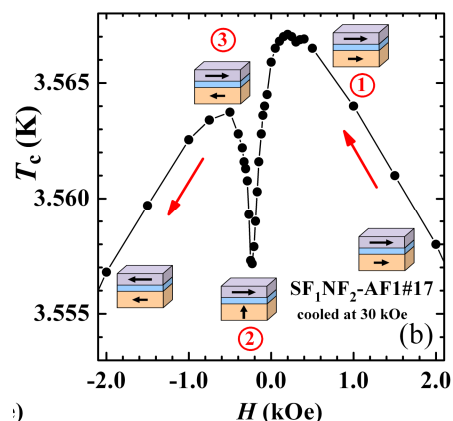 3
1
3.565
T_c (K)
3.560
SF₁NF₂-AF1#17
cooled at 30 kOe
3.555
2
(b)
-2.0 -1.0 0.0 1.0 2.0
e) H (kOe)